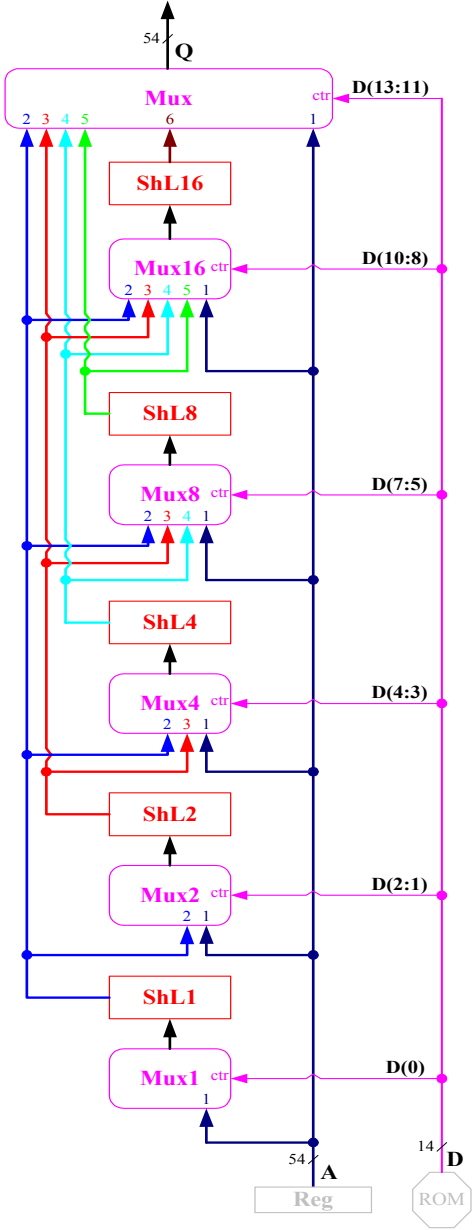 54 Q
Mux ctr D(13:11)
2 3 4 5 6 1
ShL16
Mux16 ctr D(10:8)
2 3 4 5 1
ShL8
Mux8 ctr D(7:5)
2 3 4 1
ShL4
Mux4 ctr D(4:3)
2 3 1
ShL2
Mux2 ctr D(2:1)
2 1
ShL1
Mux1 ctr D(0)
1
54 A 14 D
Reg ROM